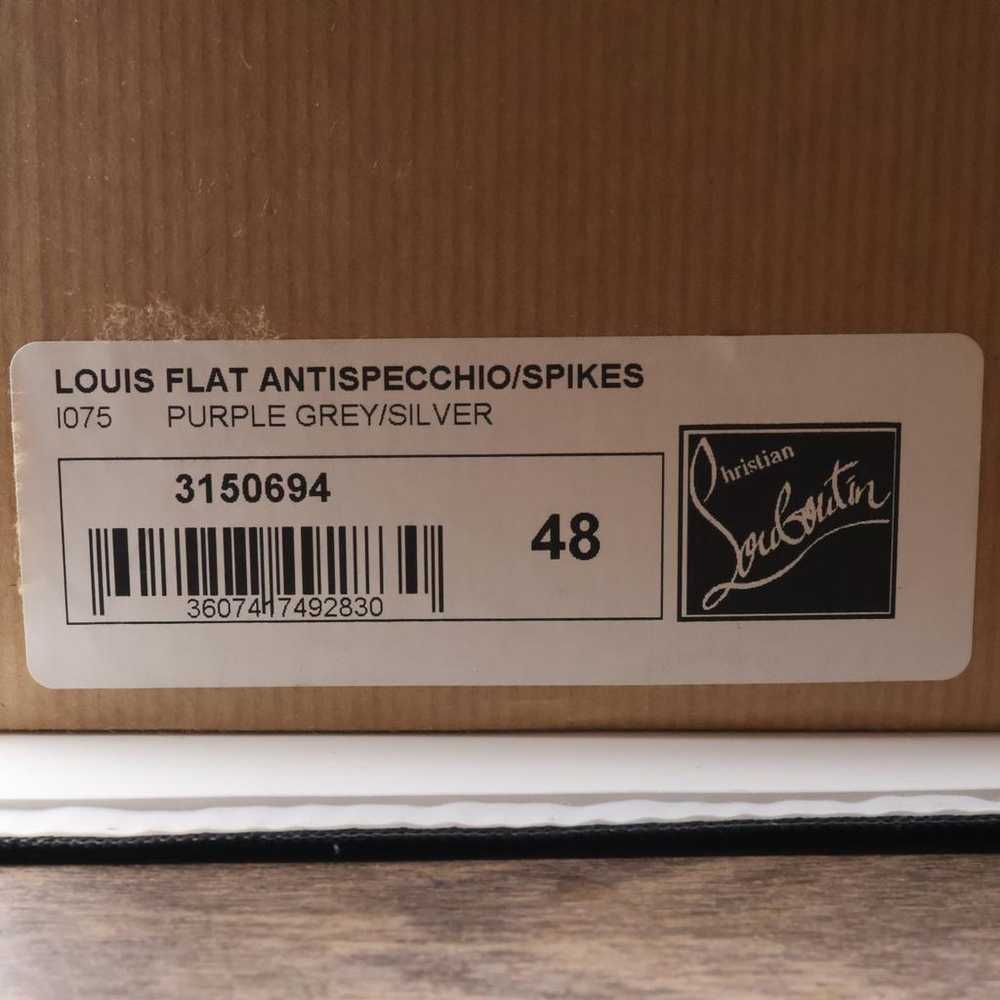 LOUIS FLAT ANTISPECCHIO/SPIKES
I075 PURPLE GREY/SILVER
3150694
48
3607417492830
Christian
Louboutin